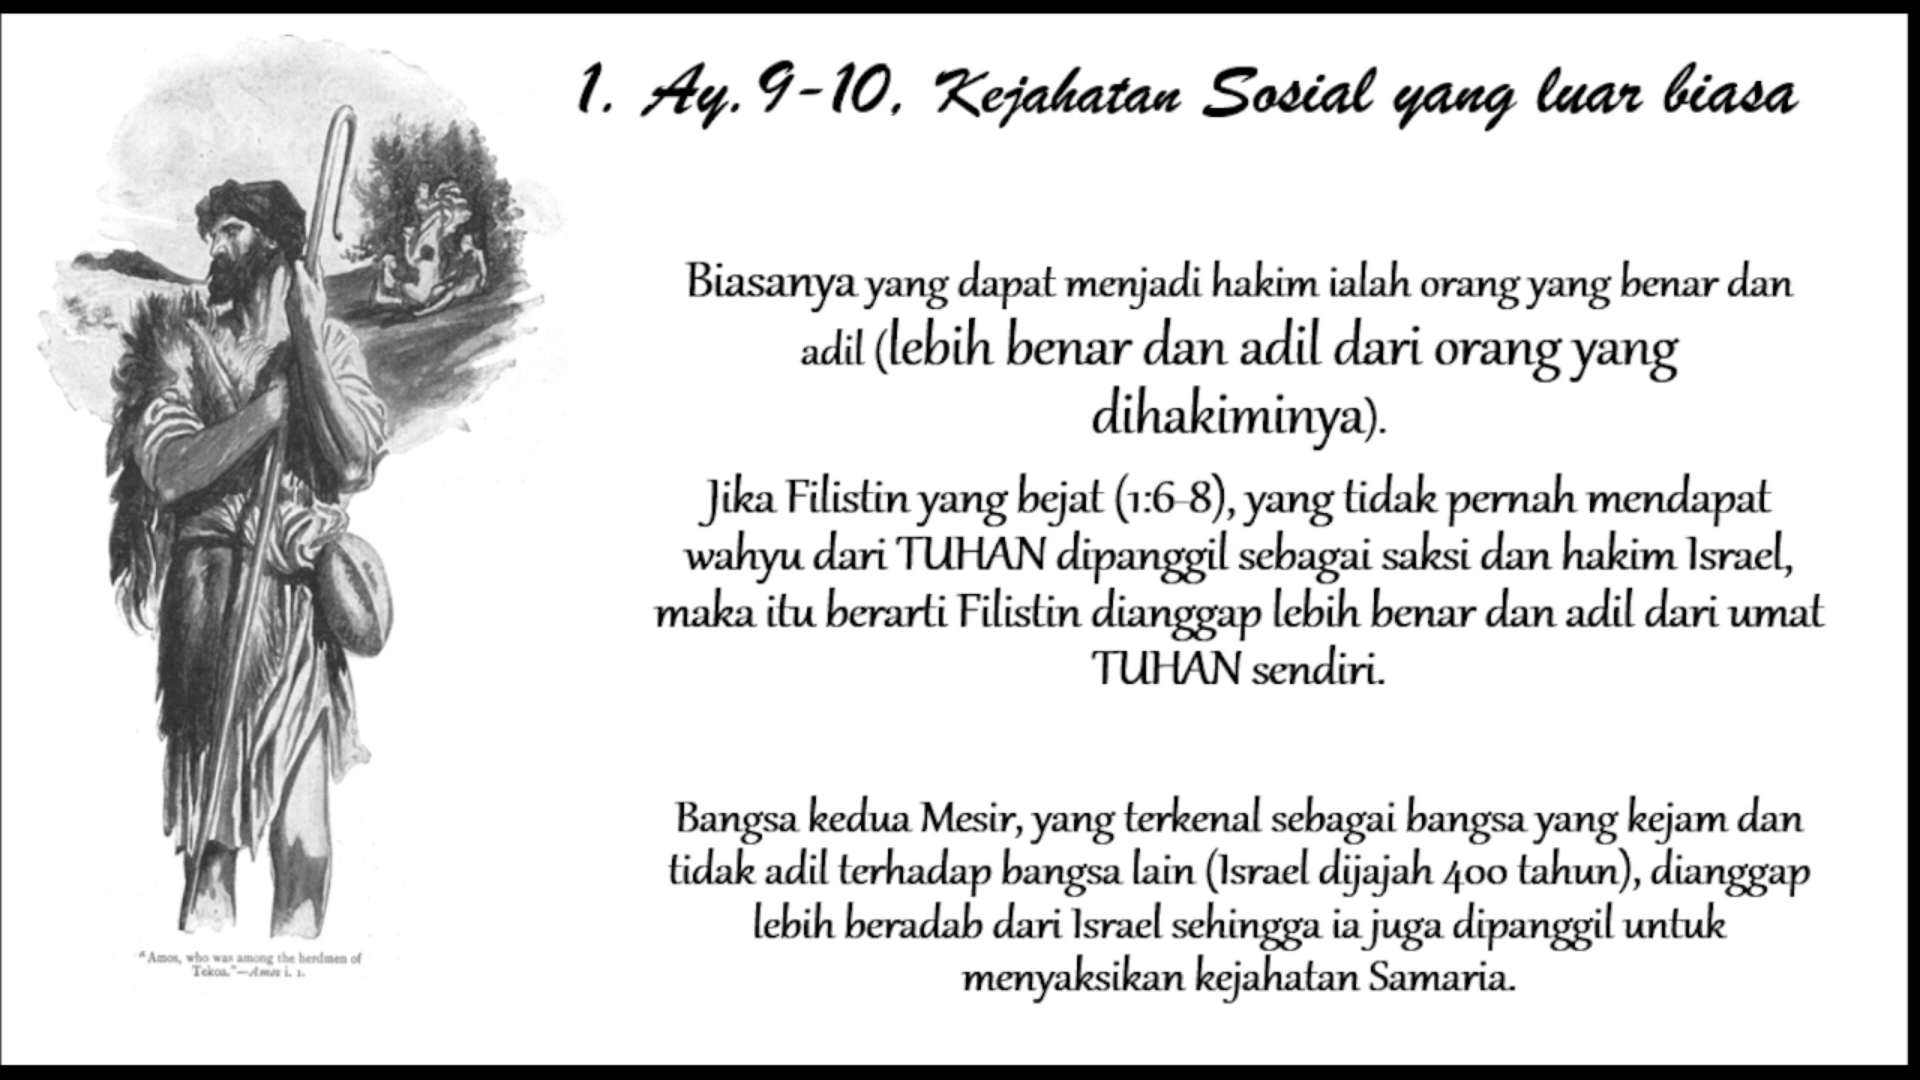 1. Ay. 9-10, Kejahatan Sosial yang luar biasa
Biasanya yang dapat menjadi hakim ialah orang yang benar dan
adil (lebih benar dan adil dari orang yang
dihakiminya).
Jika Filistin yang bejat (1:6-8), yang tidak pernah mendapat
wahyu dari TUHAN dipanggil sebagai saksi dan hakim Israel,
maka itu berarti Filistin dianggap lebih benar dan adil dari umat
TUHAN sendiri.
Bangsa kedua Mesir, yang terkenal sebagai bangsa yang kejam dan
tidak adil terhadap bangsa lain (Israel dijajah 400 tahun), dianggap
lebih beradab dari Israel sehingga ia juga dipanggil untuk
menyaksikan kejahatan Samaria.
"Amos, who was among the herdmen of
Tekoa."—Amos i. 1.